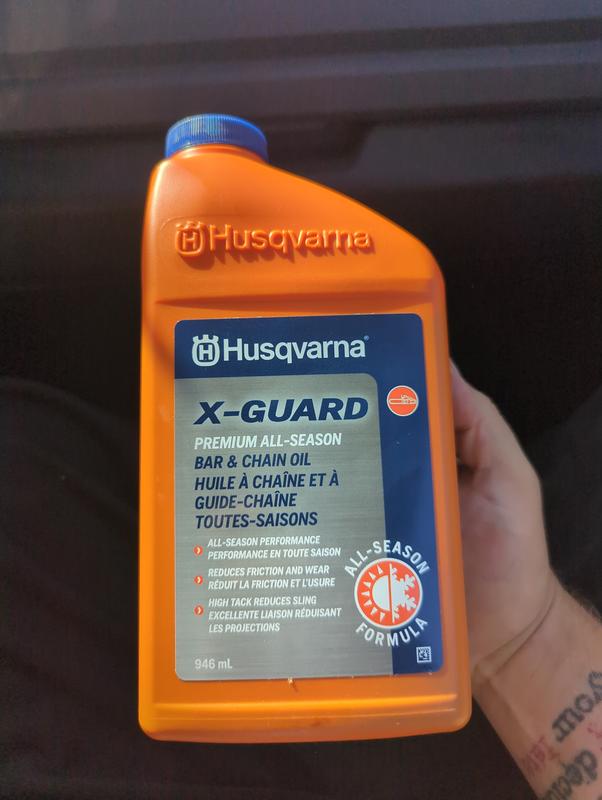 Husqvarna
Husqvarna®
X-GUARD
PREMIUM ALL-SEASON
BAR & CHAIN OIL
HUILE À CHAÎNE ET À
GUIDE-CHAÎNE
TOUTES-SAISONS
ALL-SEASON PERFORMANCE
PERFORMANCE EN TOUTE SAISON
REDUCES FRICTION AND WEAR
RÉDUIT LA FRICTION ET L'USURE
HIGH TACK REDUCES SLING
EXCELLENTE LIAISON RÉDUISANT
LES PROJECTIONS
ALL-SEASON
FORMULA
946 mL
your